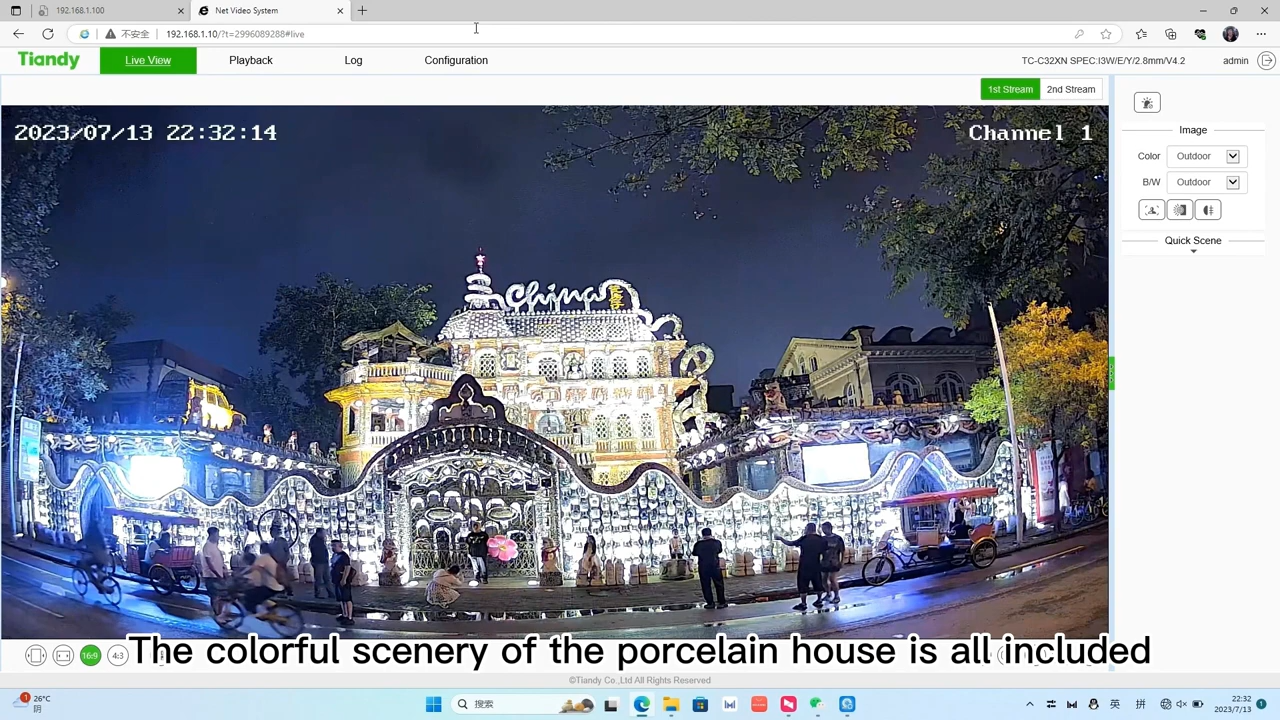 192.168.1.100
Net Video System
不安全
192.168.1.10/?t=2996089288#live
Tiandy
Live View
Playback
Log
Configuration
TC-C32XN SPEC:I3W/E/Y/2.8mm/V4.2
admin
1st Stream
2nd Stream
2023/07/13 22:32:14
Channel 1
Image
Color
Outdoor
B/W
Outdoor
Quick Scene
China
16:9
4:3
The colorful scenery of the porcelain house is all included
©Tiandy Co.,Ltd All Rights Reserved
1
26°C
阴
搜索
英
拼
22:32
2023/7/13
1